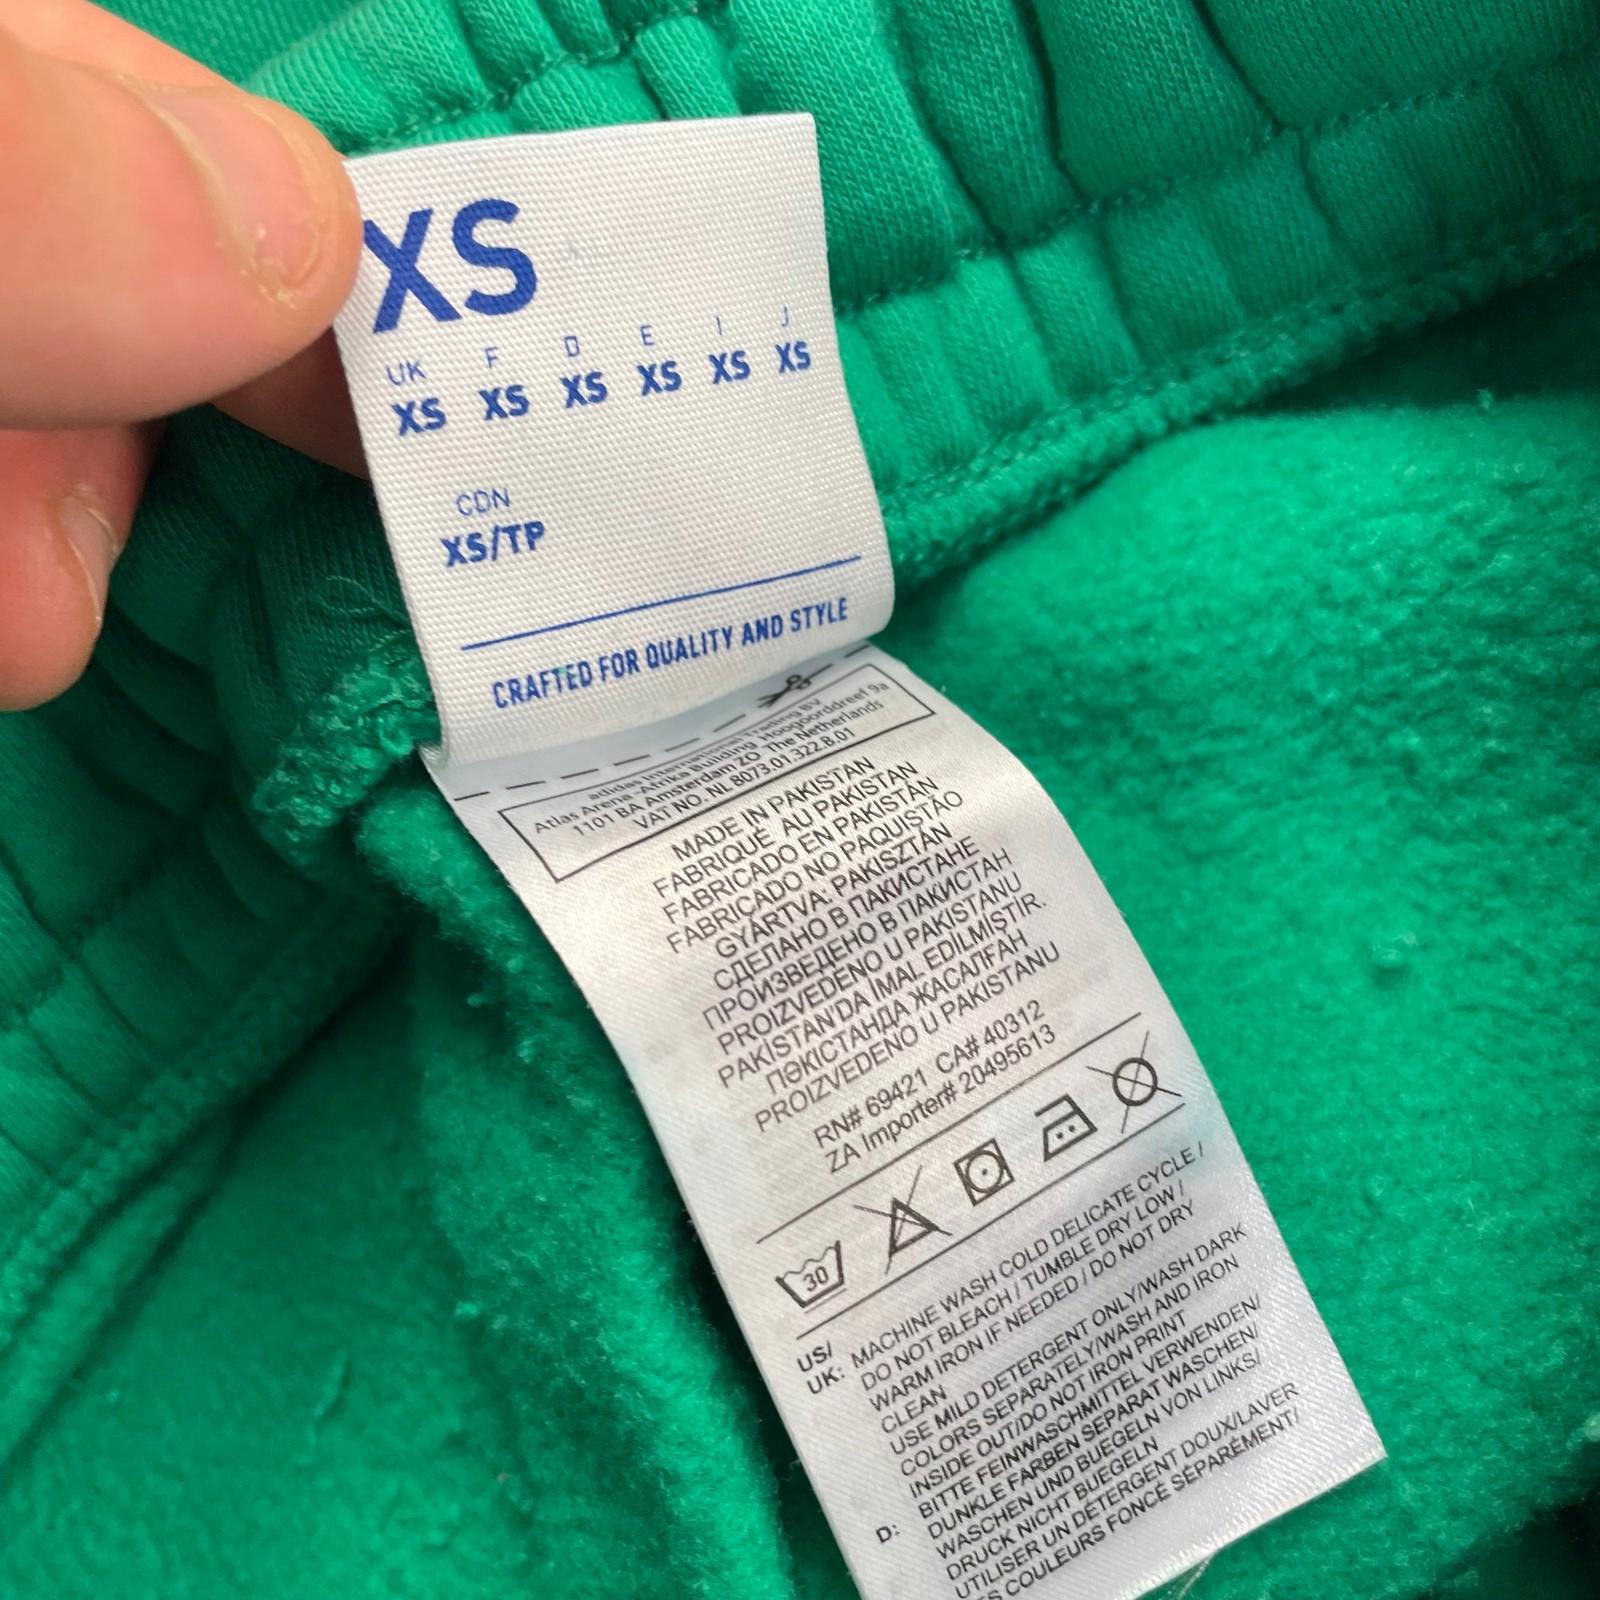 XS
UK F D E I J
XS XS XS XS XS XS
CDN
XS/TP
CRAFTED FOR QUALITY AND STYLE
adidas International Trading BV
Atlas Arena -Afrika Building Hoogoorddreef 9a
1101 BA Amsterdam ZO The Netherlands
VAT NO. NL 8073.01.322.B.01
MADE IN PAKISTAN
FABRIQUÉ AU PAKISTAN
FABRICADO EN PAKISTÁN
FABRICADO NO PAQUISTÃO
GYÁRTVA: PAKISZTÁN
СДЕЛАНО В ПАКИСТАНЕ
ПРОИЗВЕДЕНО В ПАКИСТАН
PROIZVEDENO U PAKISTANU
PAKİSTAN'DA İMAL EDİLMİŞTİR.
ПӘКІСТАНДА ЖАСАЛҒАН
PROIZVEDENO U PAKISTANU
RN# 69421 CA# 40312
ZA Importer# 20495613
30
US/ UK: MACHINE WASH COLD DELICATE CYCLE /
DO NOT BLEACH / TUMBLE DRY LOW /
WARM IRON IF NEEDED / DO NOT DRY
CLEAN
USE MILD DETERGENT ONLY/WASH DARK
COLORS SEPARATELY/WASH AND IRON
INSIDE OUT/DO NOT IRON PRINT
D: BITTE FEINWASCHMITTEL VERWENDEN/
DUNKLE FARBEN SEPARAT WASCHEN/
WASCHEN UND BUEGELN VON LINKS/
DRUCK NICHT BUEGELN
UTILISER UN DÉTERGENT DOUX/LAVER
COULEURS FONCÉ SÉPARÉMENT/